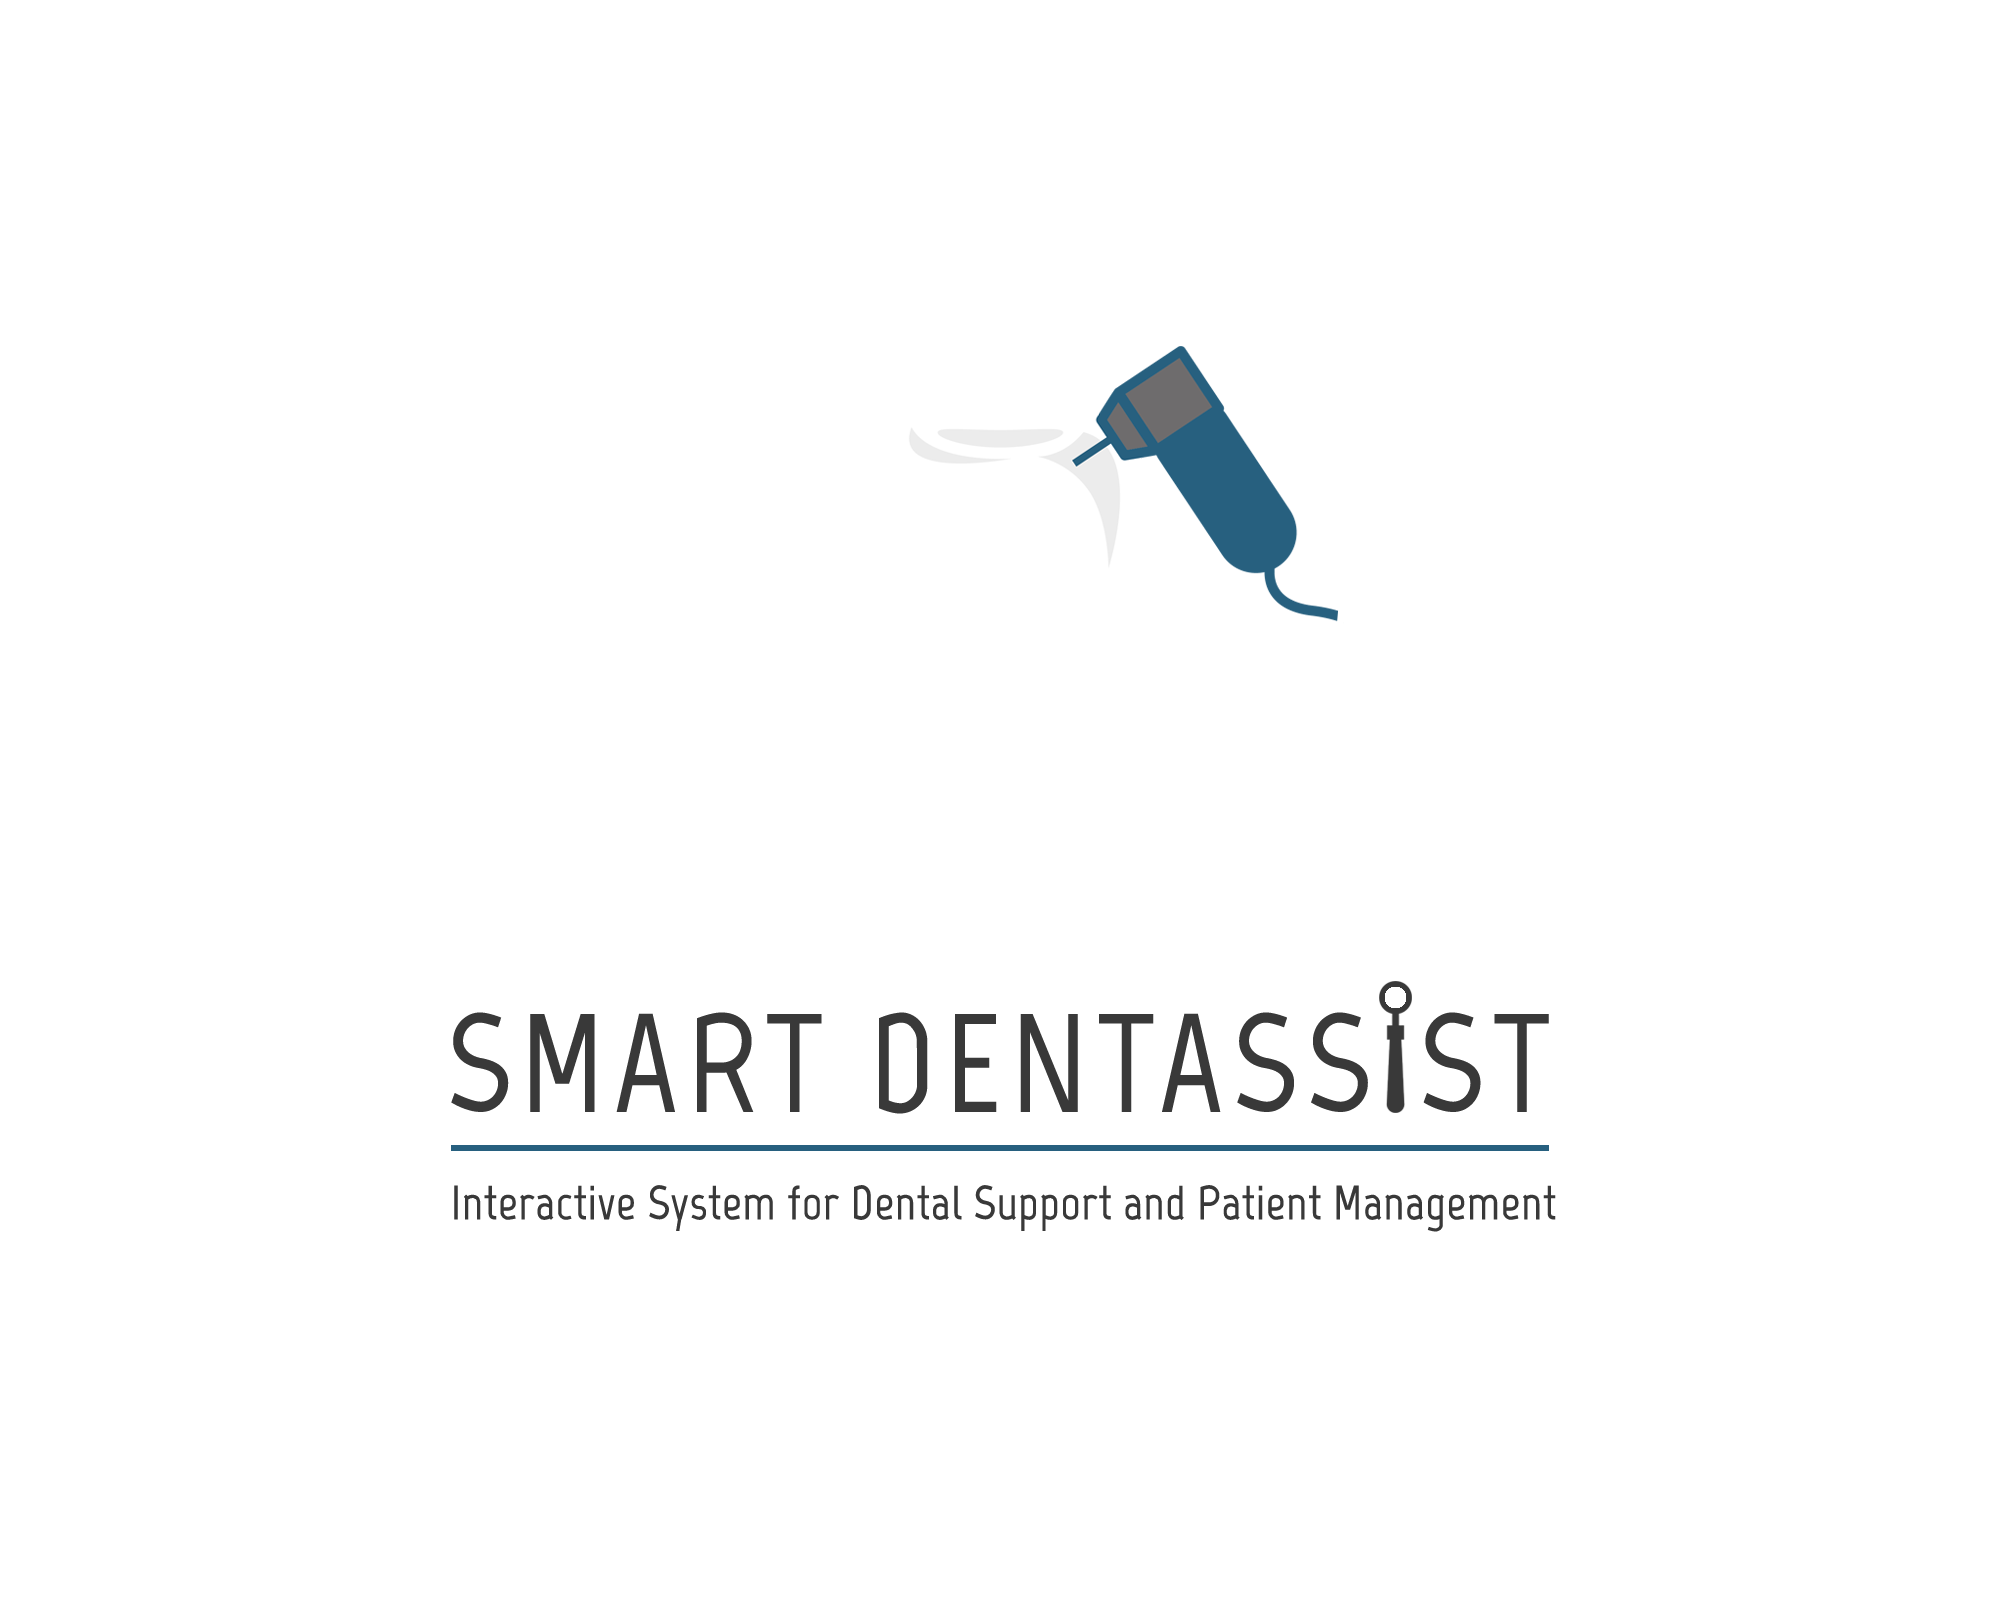 SMART DENTASSiST
Interactive System for Dental Support and Patient Management